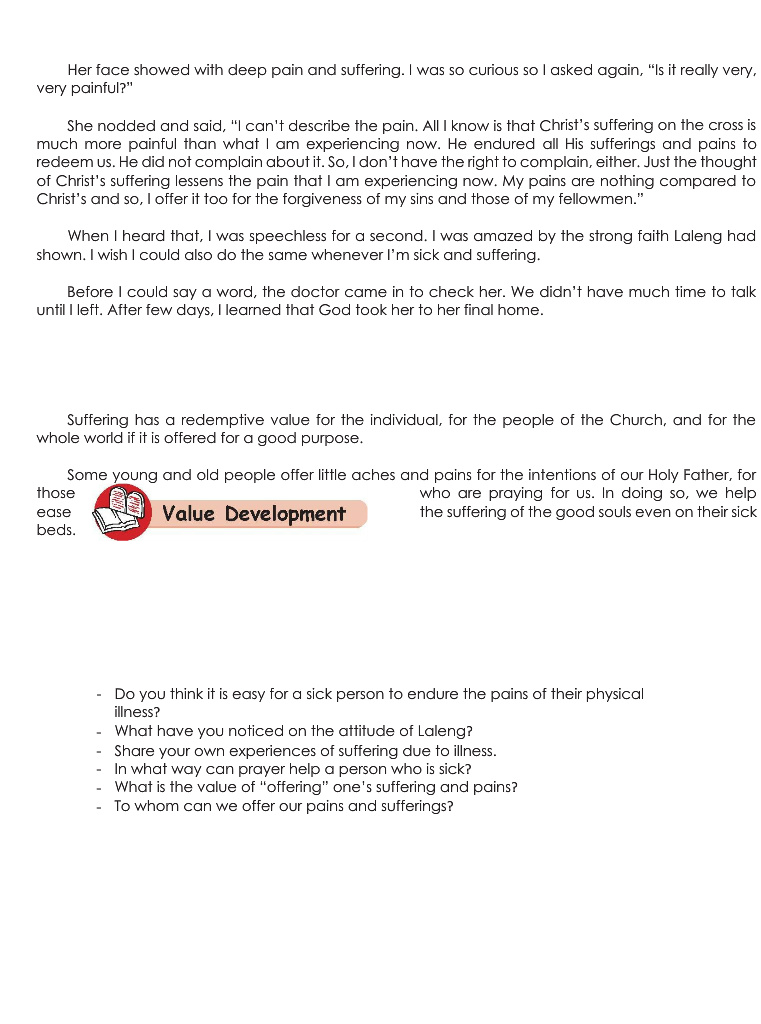 Her face showed with deep pain and suffering. I was so curious so I asked again, “Is it really very,
very painful?”
She nodded and said, “I can’t describe the pain. All I know is that Christ’s suffering on the cross is
much more painful than what I am experiencing now. He endured all His sufferings and pains to
redeem us. He did not complain about it. So, I don’t have the right to complain, either. Just the thought
of Christ’s suffering lessens the pain that I am experiencing now. My pains are nothing compared to
Christ’s and so, I offer it too for the forgiveness of my sins and those of my fellowmen.”
When I heard that, I was speechless for a second. I was amazed by the strong faith Laleng had
shown. I wish I could also do the same whenever I’m sick and suffering.
Before I could say a word, the doctor came in to check her. We didn’t have much time to talk
until I left. After few days, I learned that God took her to her final home.
Suffering has a redemptive value for the individual, for the people of the Church, and for the
whole world if it is offered for a good purpose.
Some young and old people offer little aches and pains for the intentions of our Holy Father, for
those who are praying for us. In doing so, we help
ease the suffering of the good souls even on their sick
beds.
Value Development
- Do you think it is easy for a sick person to endure the pains of their physical
illness?
- What have you noticed on the attitude of Laleng?
- Share your own experiences of suffering due to illness.
- In what way can prayer help a person who is sick?
- What is the value of “offering” one’s suffering and pains?
- To whom can we offer our pains and sufferings?